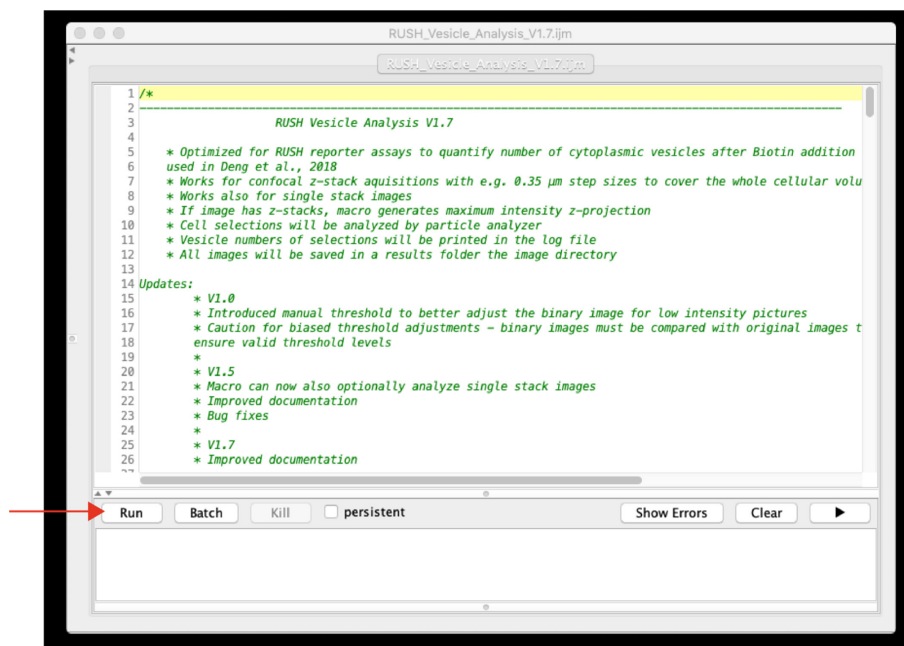 RUSH_Vesicle_Analysis_V1.7.ijm
RUSH_Vesicle_Analysis_V1.7.ijm
1 /*
2 ------------------------------------------------------------------------------------------------------
3 RUSH Vesicle Analysis V1.7
4
5 * Optimized for RUSH reporter assays to quantify number of cytoplasmic vesicles after Biotin addition
6 used in Deng et al., 2018
7 * Works for confocal z-stack aquisitions with e.g. 0.35 µm step sizes to cover the whole cellular volu
8 * Works also for single stack images
9 * If image has z-stacks, macro generates maximum intensity z-projection
10 * Cell selections will be analyzed by particle analyzer
11 * Vesicle numbers of selections will be printed in the log file
12 * All images will be saved in a results folder the image directory
13
14 Updates:
15 * V1.0
16 * Introduced manual threshold to better adjust the binary image for low intensity pictures
17 * Caution for biased threshold adjustments – binary images must be compared with original images t
18 ensure valid threshold levels
19 *
20 * V1.5
21 * Macro can now also optionally analyze single stack images
22 * Improved documentation
23 * Bug fixes
24 *
25 * V1.7
26 * Improved documentation
27
Run Batch Kill persistent Show Errors Clear